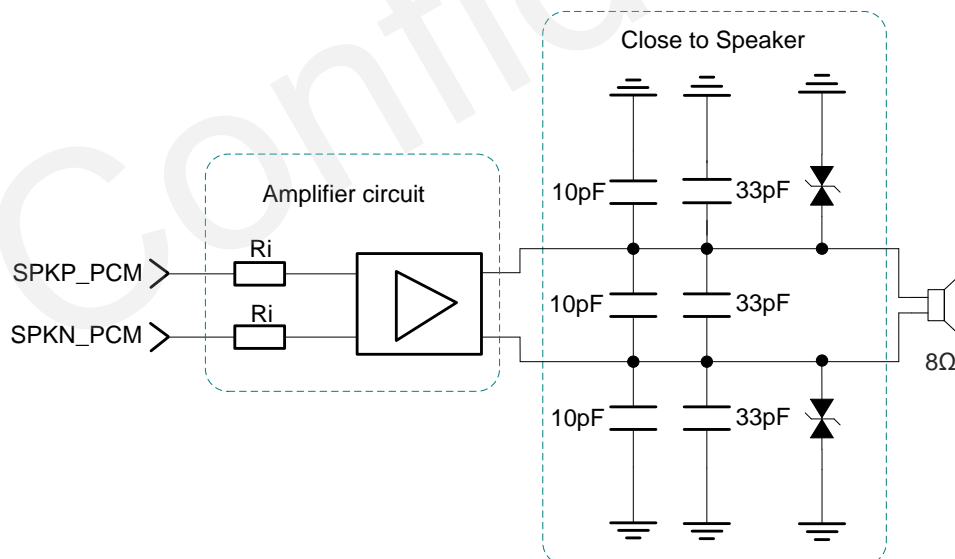 Close to Speaker
Amplifier circuit
10pF
33pF
Ri
SPKP_PCM
10pF
33pF
Ri
SPKN_PCM
8Ω
10pF
33pF